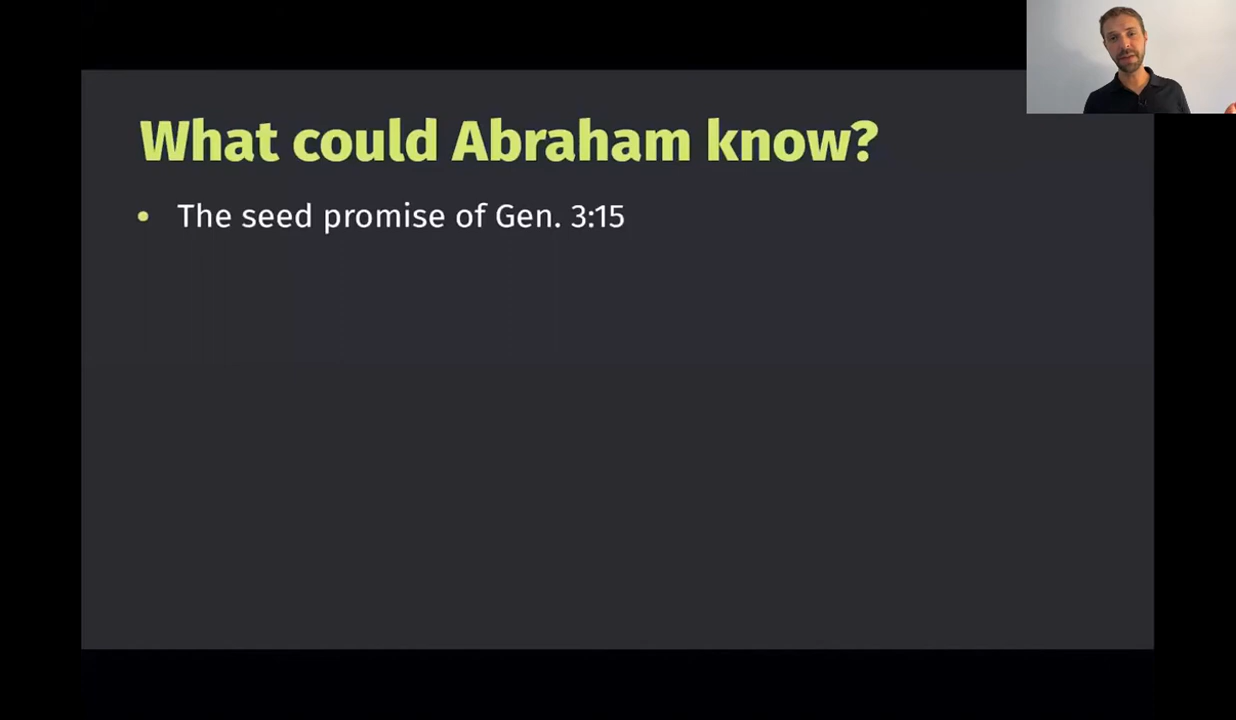 What could Abraham know?
• The seed promise of Gen. 3:15